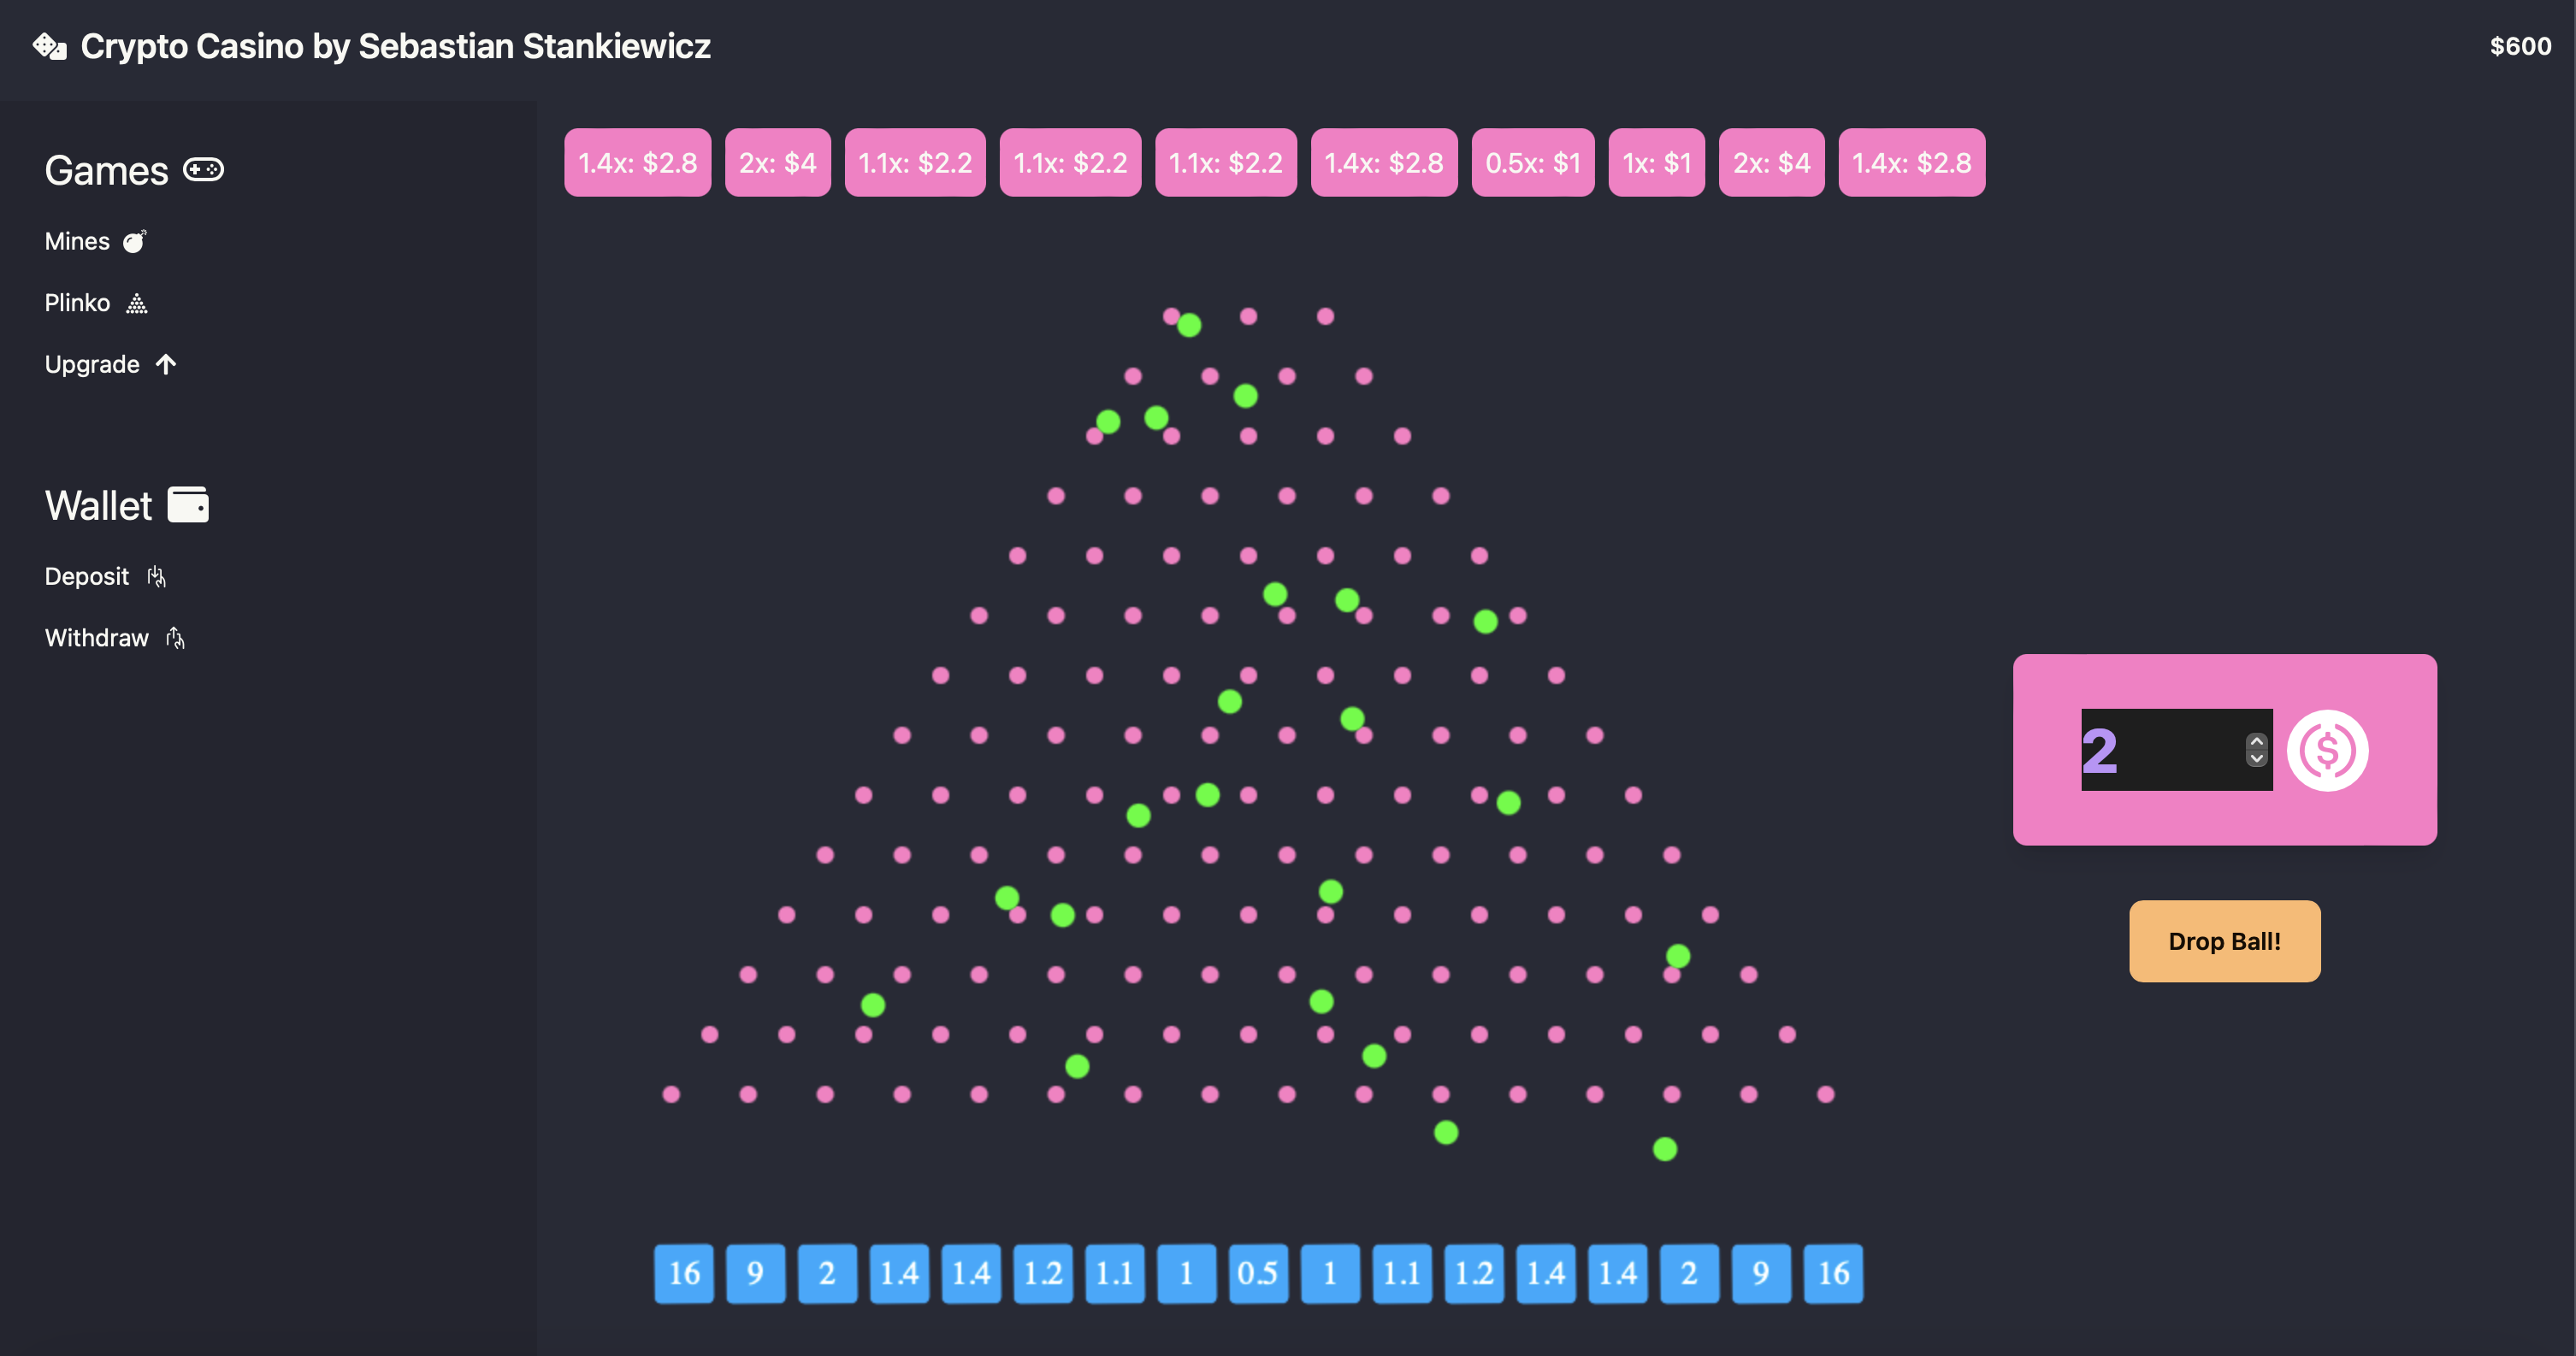 Crypto Casino by Sebastian Stankiewicz
$600
Games
Mines
Plinko
Upgrade
Wallet
Deposit
Withdraw
1.4x: $2.8 2x: $4 1.1x: $2.2 1.1x: $2.2 1.1x: $2.2 1.4x: $2.8 0.5x: $1 1x: $1 2x: $4 1.4x: $2.8
2 $
Drop Ball!
16 9 2 1.4 1.4 1.2 1.1 1 0.5 1 1.1 1.2 1.4 1.4 2 9 16